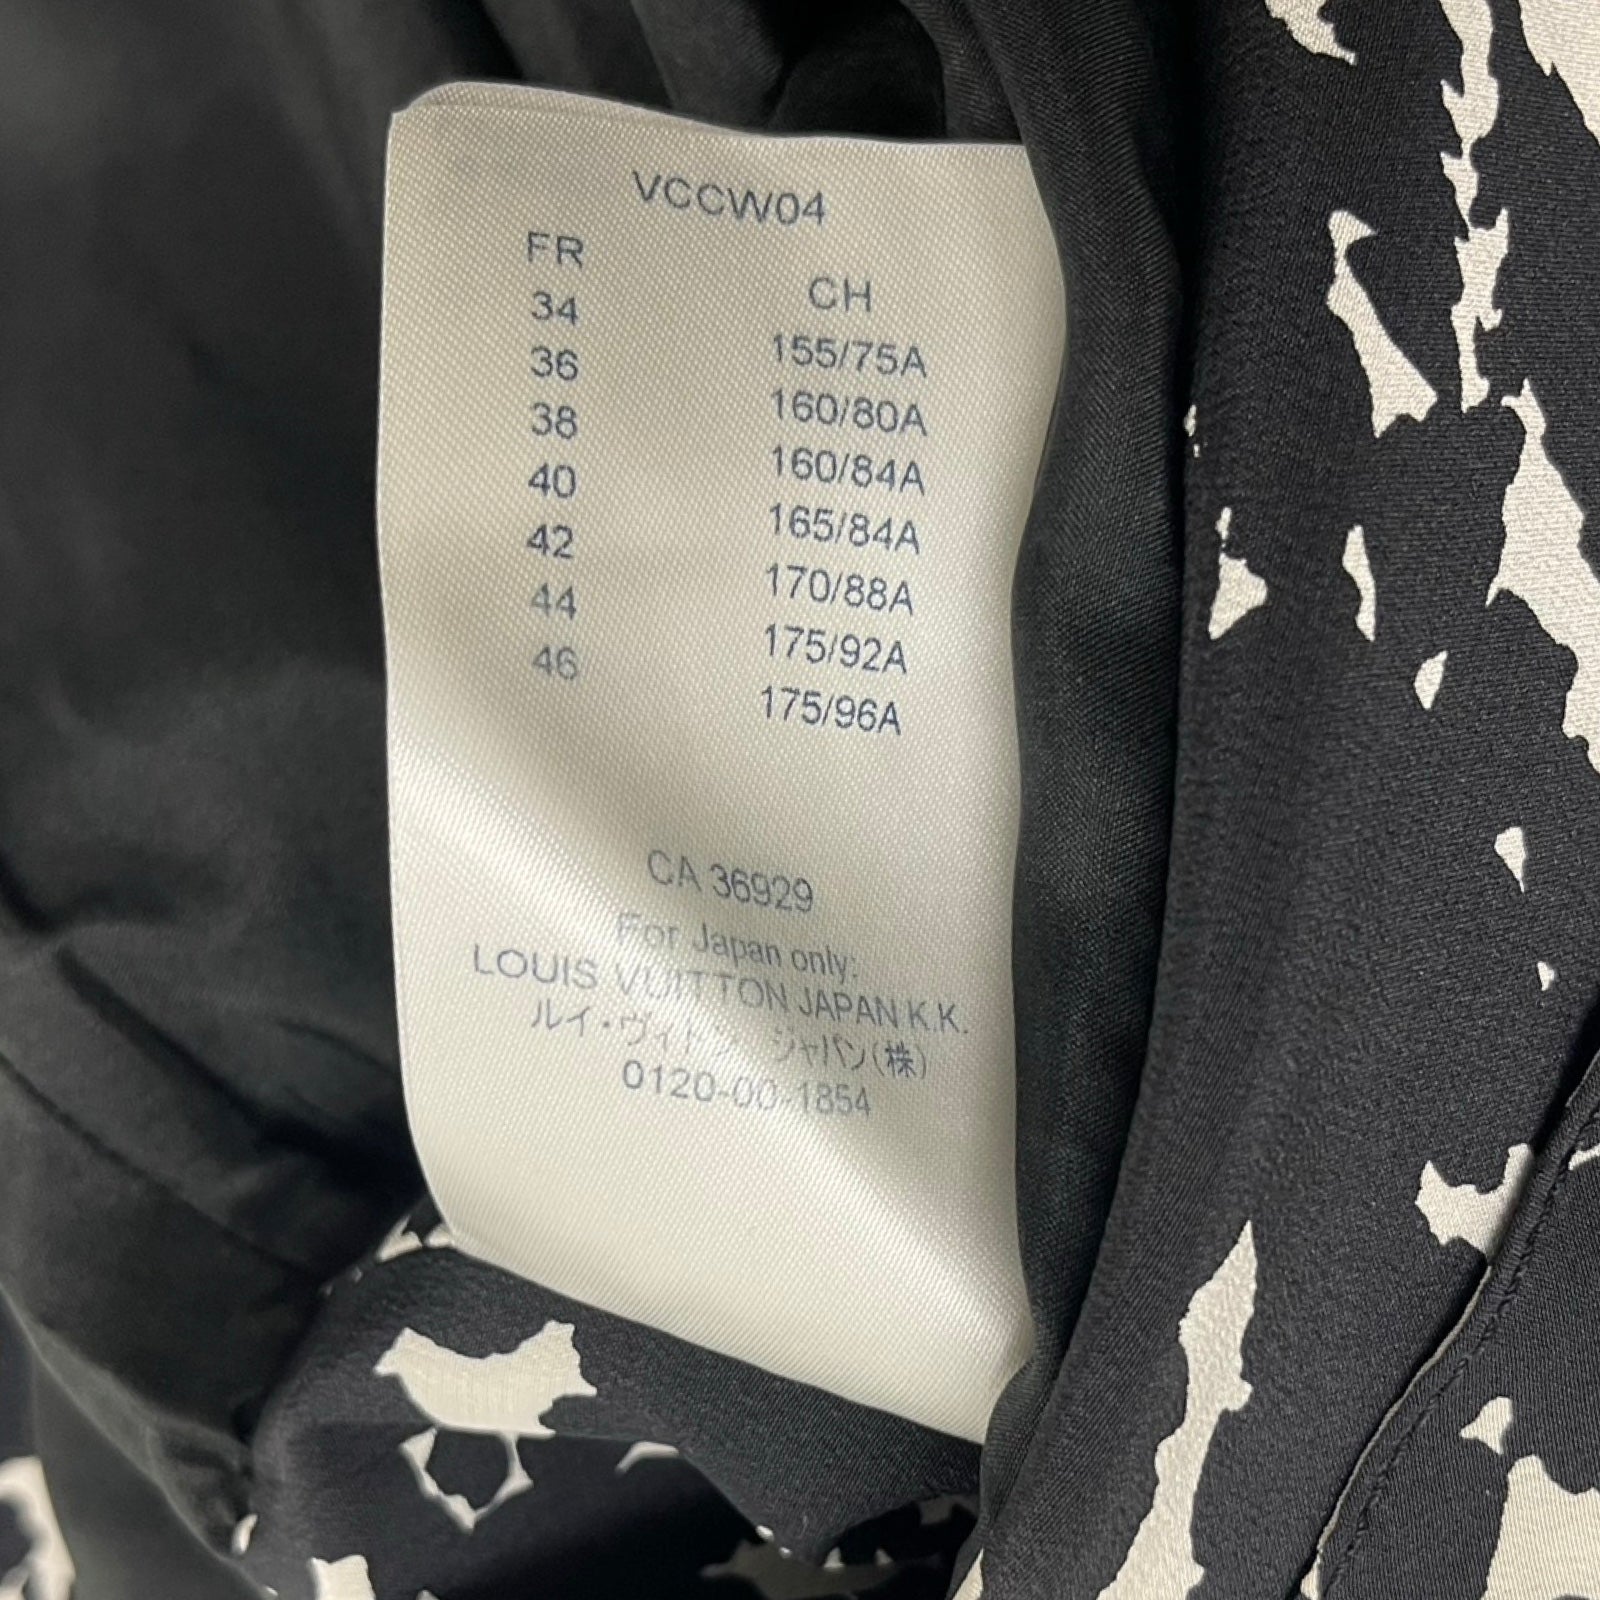 VCCW04
FR CH
34 155/75A
36 160/80A
38 160/84A
40 165/84A
42 170/88A
44 175/92A
46 175/96A
CA 36929
For Japan only:
LOUIS VUITTON JAPAN K.K.
ルイ・ヴィトン ジャパン(株)
0120-00-1854